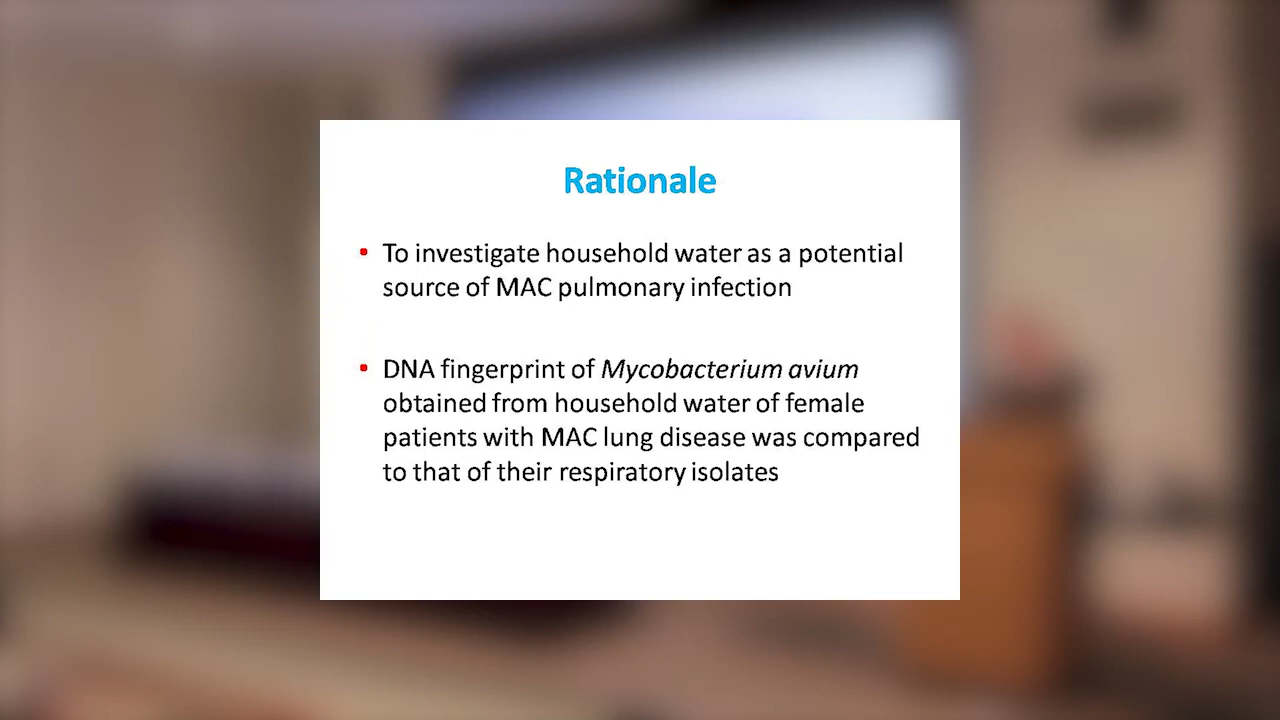 Rationale
• To investigate household water as a potential
source of MAC pulmonary infection
• DNA fingerprint of Mycobacterium avium
obtained from household water of female
patients with MAC lung disease was compared
to that of their respiratory isolates